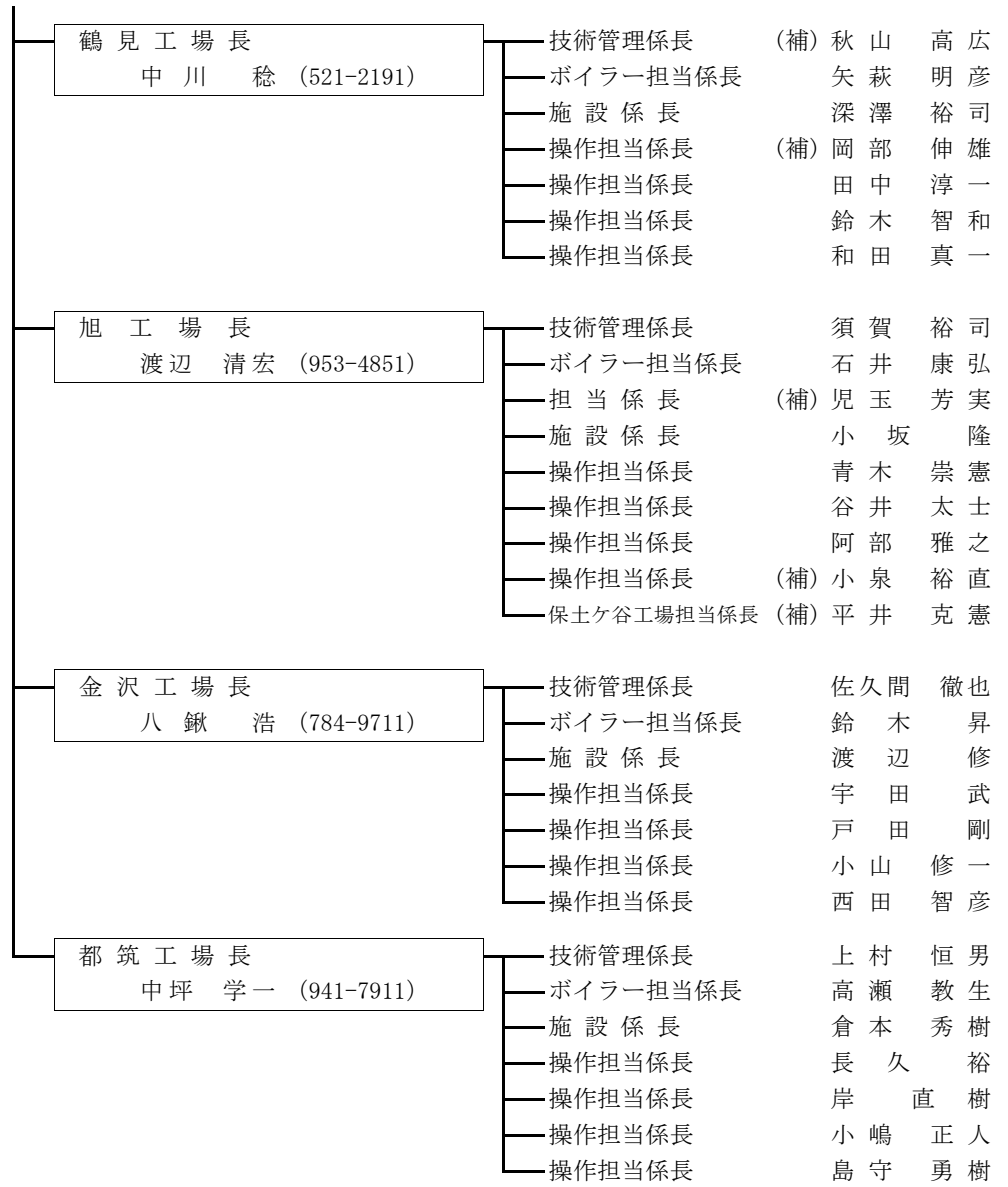 鶴見工場長
中川 稔 (521-2191)
技術管理係長 (補) 秋山 高広
ボイラー担当係長 矢萩 明彦
施設係長 深澤 裕司
操作担当係長 (補) 岡部 伸雄
操作担当係長 田中 淳一
操作担当係長 鈴木 智和
操作担当係長 和田 真一
旭工場長
渡辺 清宏 (953-4851)
技術管理係長 須賀 裕司
ボイラー担当係長 石井 康弘
担当係長 (補) 児玉 芳実
施設係長 小坂 隆
操作担当係長 青木 崇憲
操作担当係長 谷井 太士
操作担当係長 阿部 雅之
操作担当係長 (補) 小泉 裕直
保土ケ谷工場担当係長 (補) 平井 克憲
金沢工場長
八鍬 浩 (784-9711)
技術管理係長 佐久間 徹也
ボイラー担当係長 鈴木 昇
施設係長 渡辺 修
操作担当係長 宇田 武
操作担当係長 戸田 剛
操作担当係長 小山 修一
操作担当係長 西田 智彦
都筑工場長
中坪 学一 (941-7911)
技術管理係長 上村 恒男
ボイラー担当係長 高瀬 教生
施設係長 倉本 秀樹
操作担当係長 長久 裕
操作担当係長 岸 直樹
操作担当係長 小嶋 正人
操作担当係長 島守 勇樹